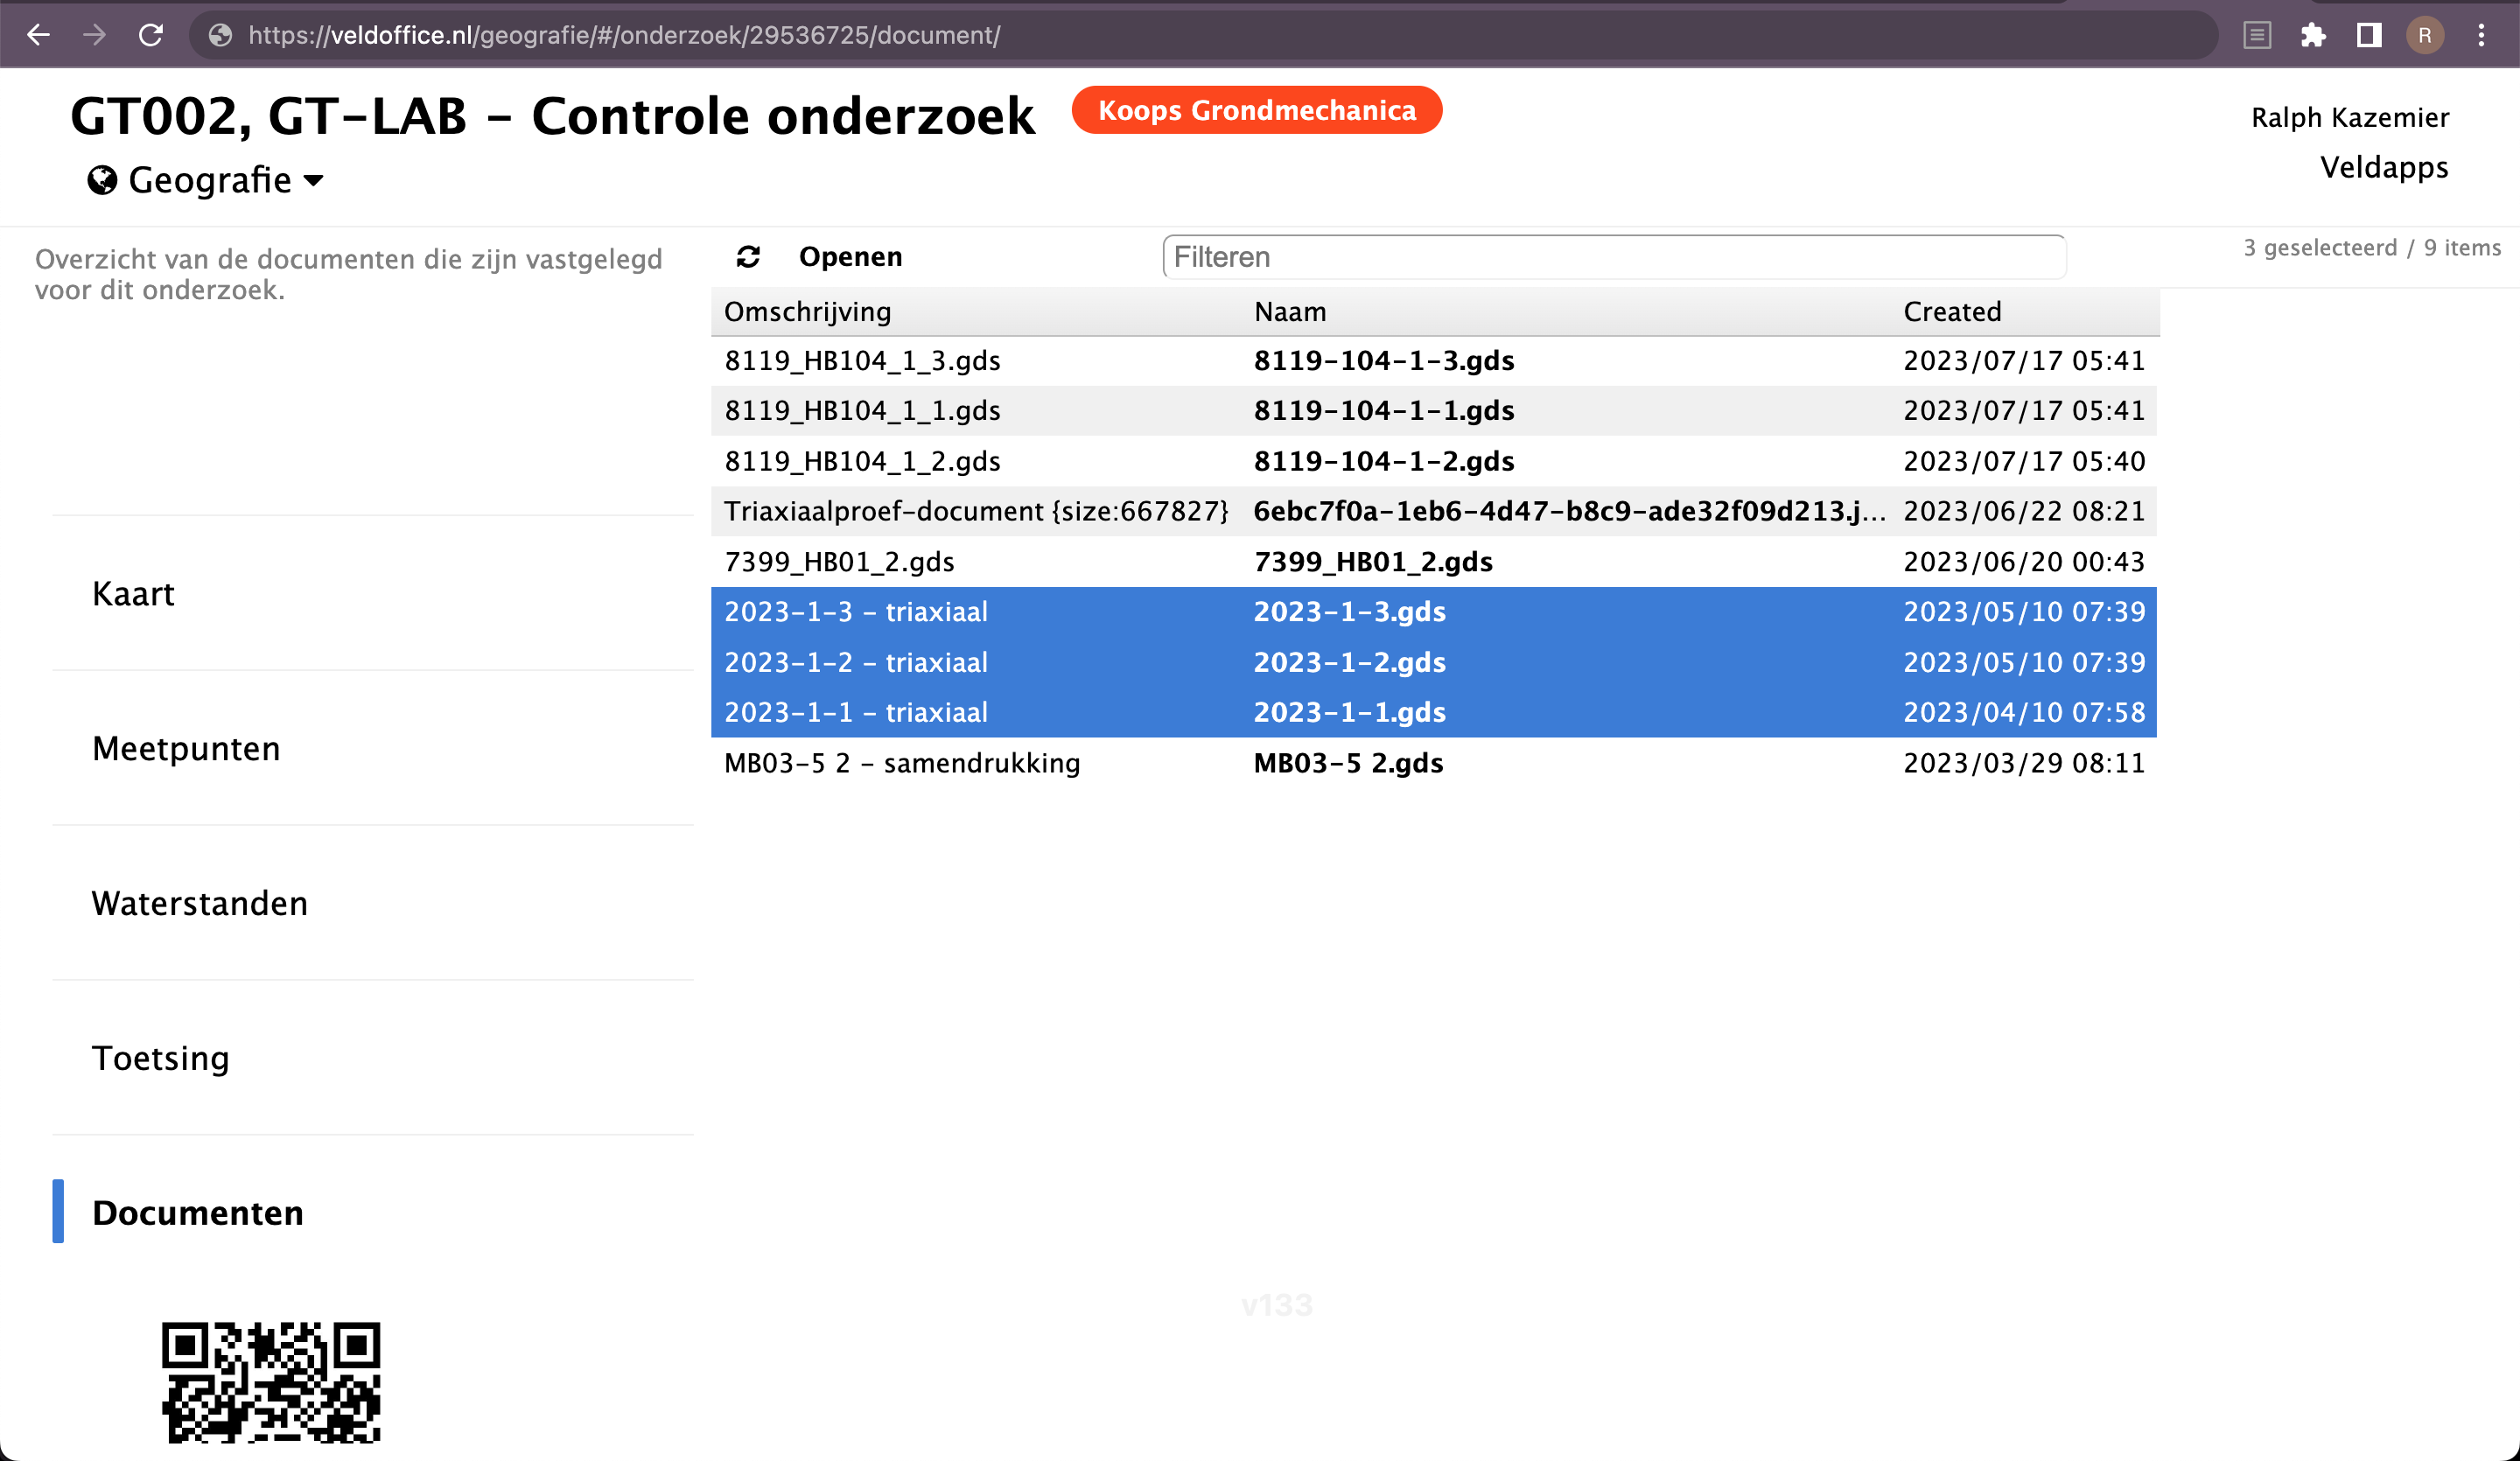 https://veldoffice.nl/geografie/#/onderzoek/29536725/document/
R
GT002, GT-LAB - Controle onderzoek
Koops Grondmechanica
Ralph Kazemier
Geografie
Veldapps
Overzicht van de documenten die zijn vastgelegd
voor dit onderzoek.
Openen
Filteren
3 geselecteerd / 9 items
Omschrijving Naam Created
8119_HB104_1_3.gds 8119-104-1-3.gds 2023/07/17 05:41
8119_HB104_1_1.gds 8119-104-1-1.gds 2023/07/17 05:41
8119_HB104_1_2.gds 8119-104-1-2.gds 2023/07/17 05:40
Triaxiaalproef-document {size:667827} 6ebc7f0a-1eb6-4d47-b8c9-ade32f09d213.j... 2023/06/22 08:21
7399_HB01_2.gds 7399_HB01_2.gds 2023/06/20 00:43
2023-1-3 - triaxiaal 2023-1-3.gds 2023/05/10 07:39
2023-1-2 - triaxiaal 2023-1-2.gds 2023/05/10 07:39
2023-1-1 - triaxiaal 2023-1-1.gds 2023/04/10 07:58
MB03-5 2 - samendrukking MB03-5 2.gds 2023/03/29 08:11
Kaart
Meetpunten
Waterstanden
Toetsing
Documenten
v133